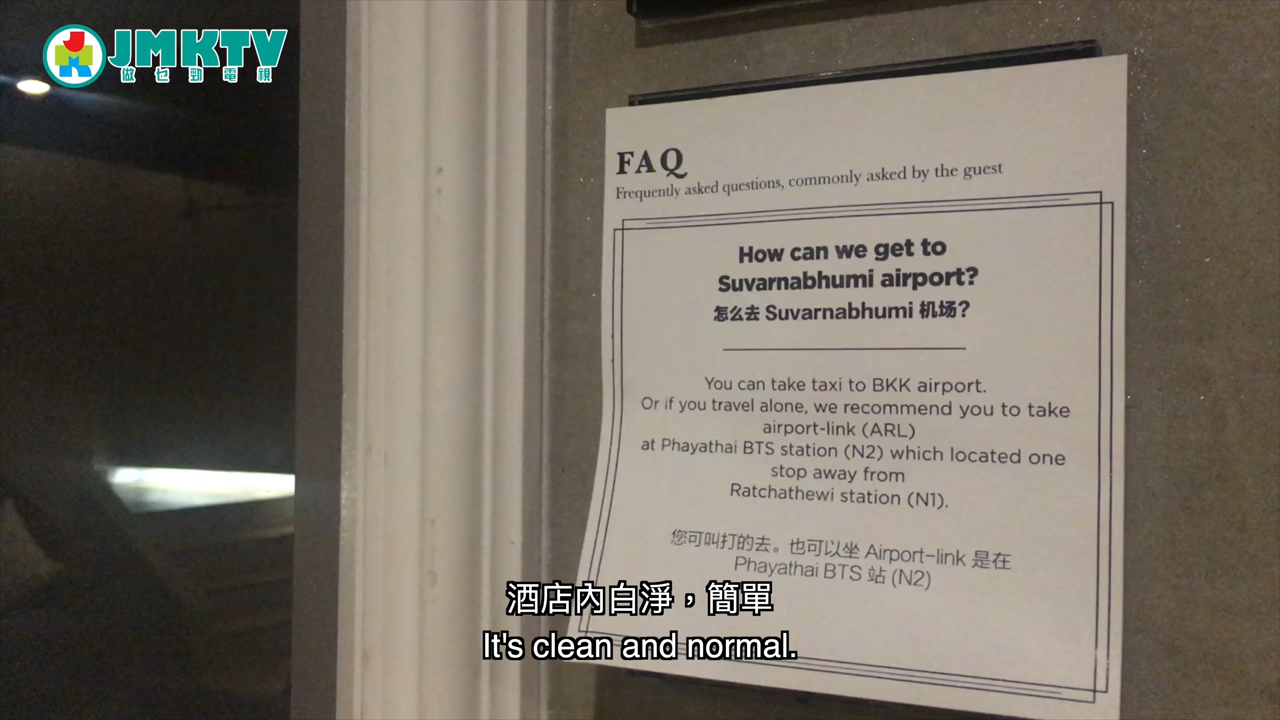 JMKTV
做乜勁電視
FAQ
Frequently asked questions, commonly asked by the guest
How can we get to
Suvarnabhumi airport?
怎么去 Suvarnabhumi 机场?
You can take taxi to BKK airport.
Or if you travel alone, we recommend you to take
airport-link (ARL)
at Phayathai BTS station (N2) which located one
stop away from
Ratchathewi station (N1).
您可叫打的去。也可以坐 Airport-link 是在
Phayathai BTS 站 (N2)
酒店內白淨，簡單
It's clean and normal.